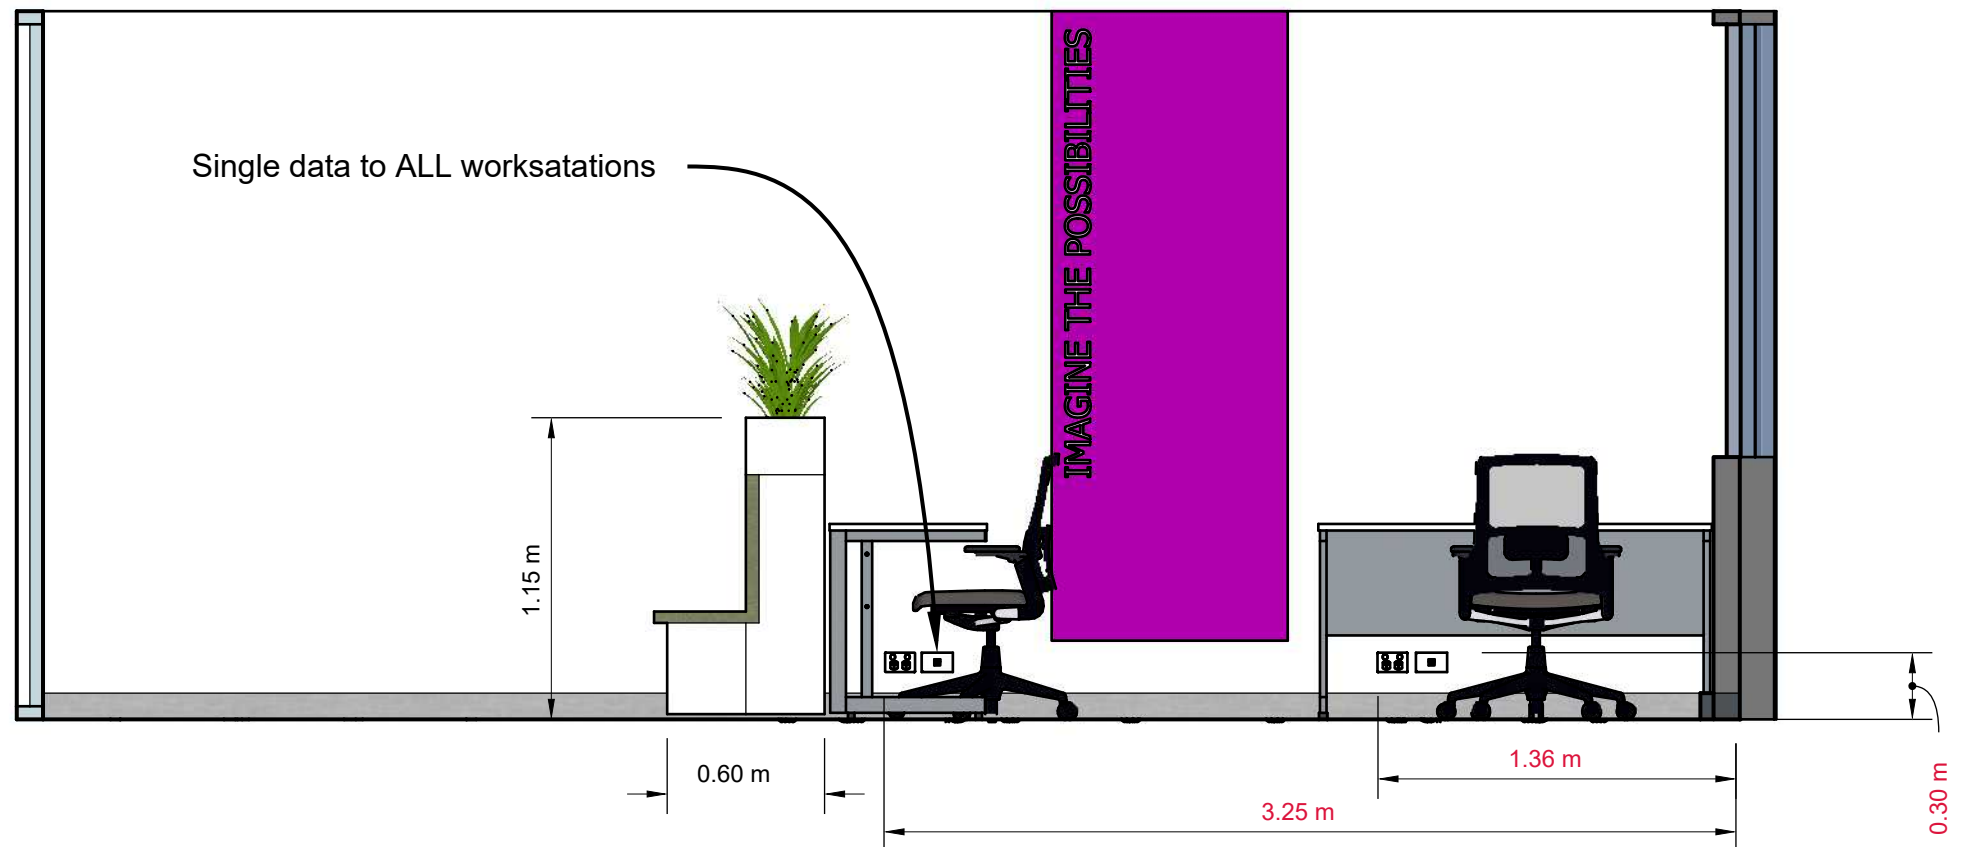 Single data to ALL worksatations
IMAGINE THE POSSIBILITIES
1.15 m
0.60 m
1.36 m
3.25 m
0.30 m